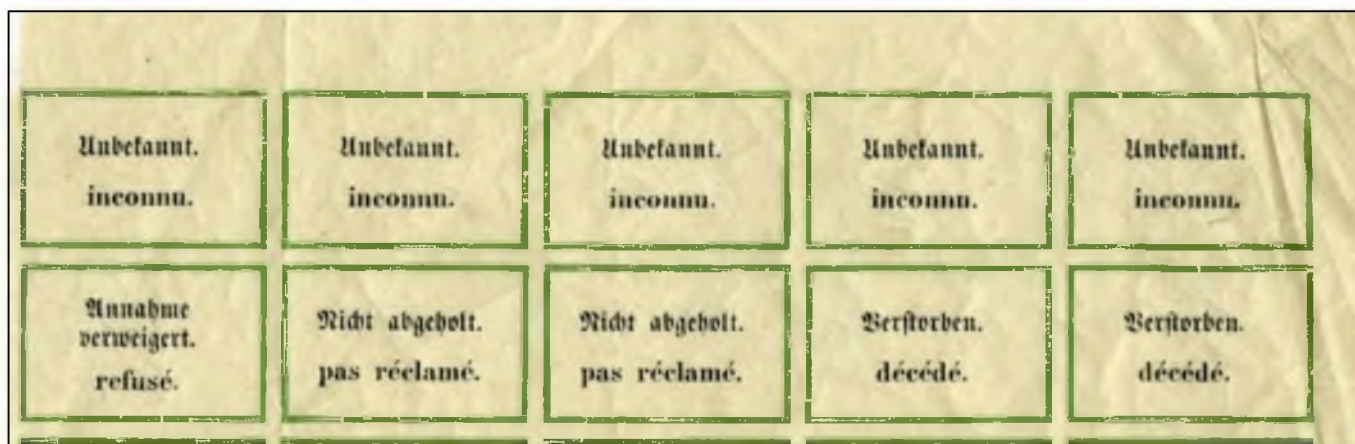 Unbekannt.
inconnu.
Unbekannt.
inconnu.
Unbekannt.
inconnu.
Unbekannt.
inconnu.
Unbekannt.
inconnu.
Annahme
verweigert.
refusé.
Nicht abgeholt.
pas réclamé.
Nicht abgeholt.
pas réclamé.
Verstorben.
décédé.
Verstorben.
décédé.